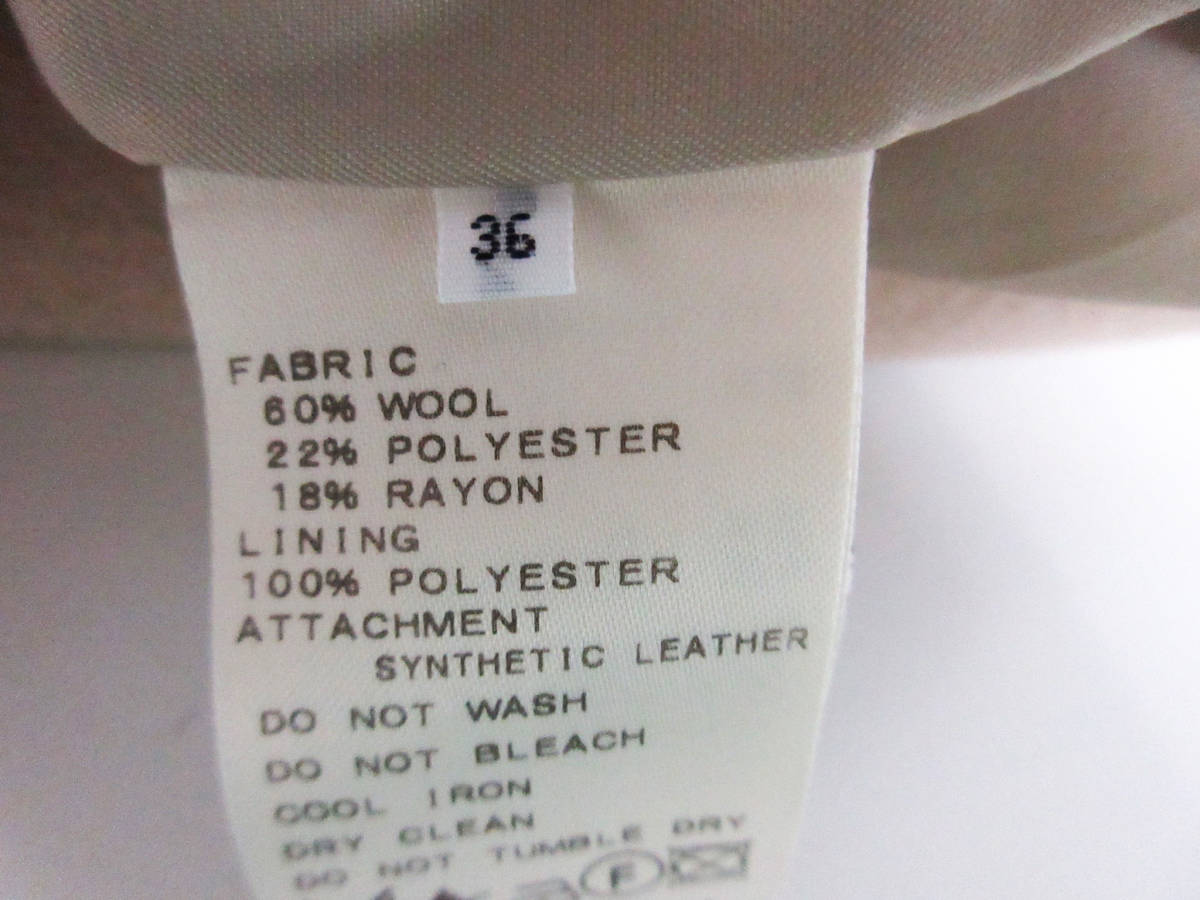 36
FABRIC
60% WOOL
22% POLYESTER
18% RAYON
LINING
100% POLYESTER
ATTACHMENT
SYNTHETIC LEATHER
DO NOT WASH
DO NOT BLEACH
COOL IRON
DRY CLEAN
DO NOT TUMBLE DRY
F